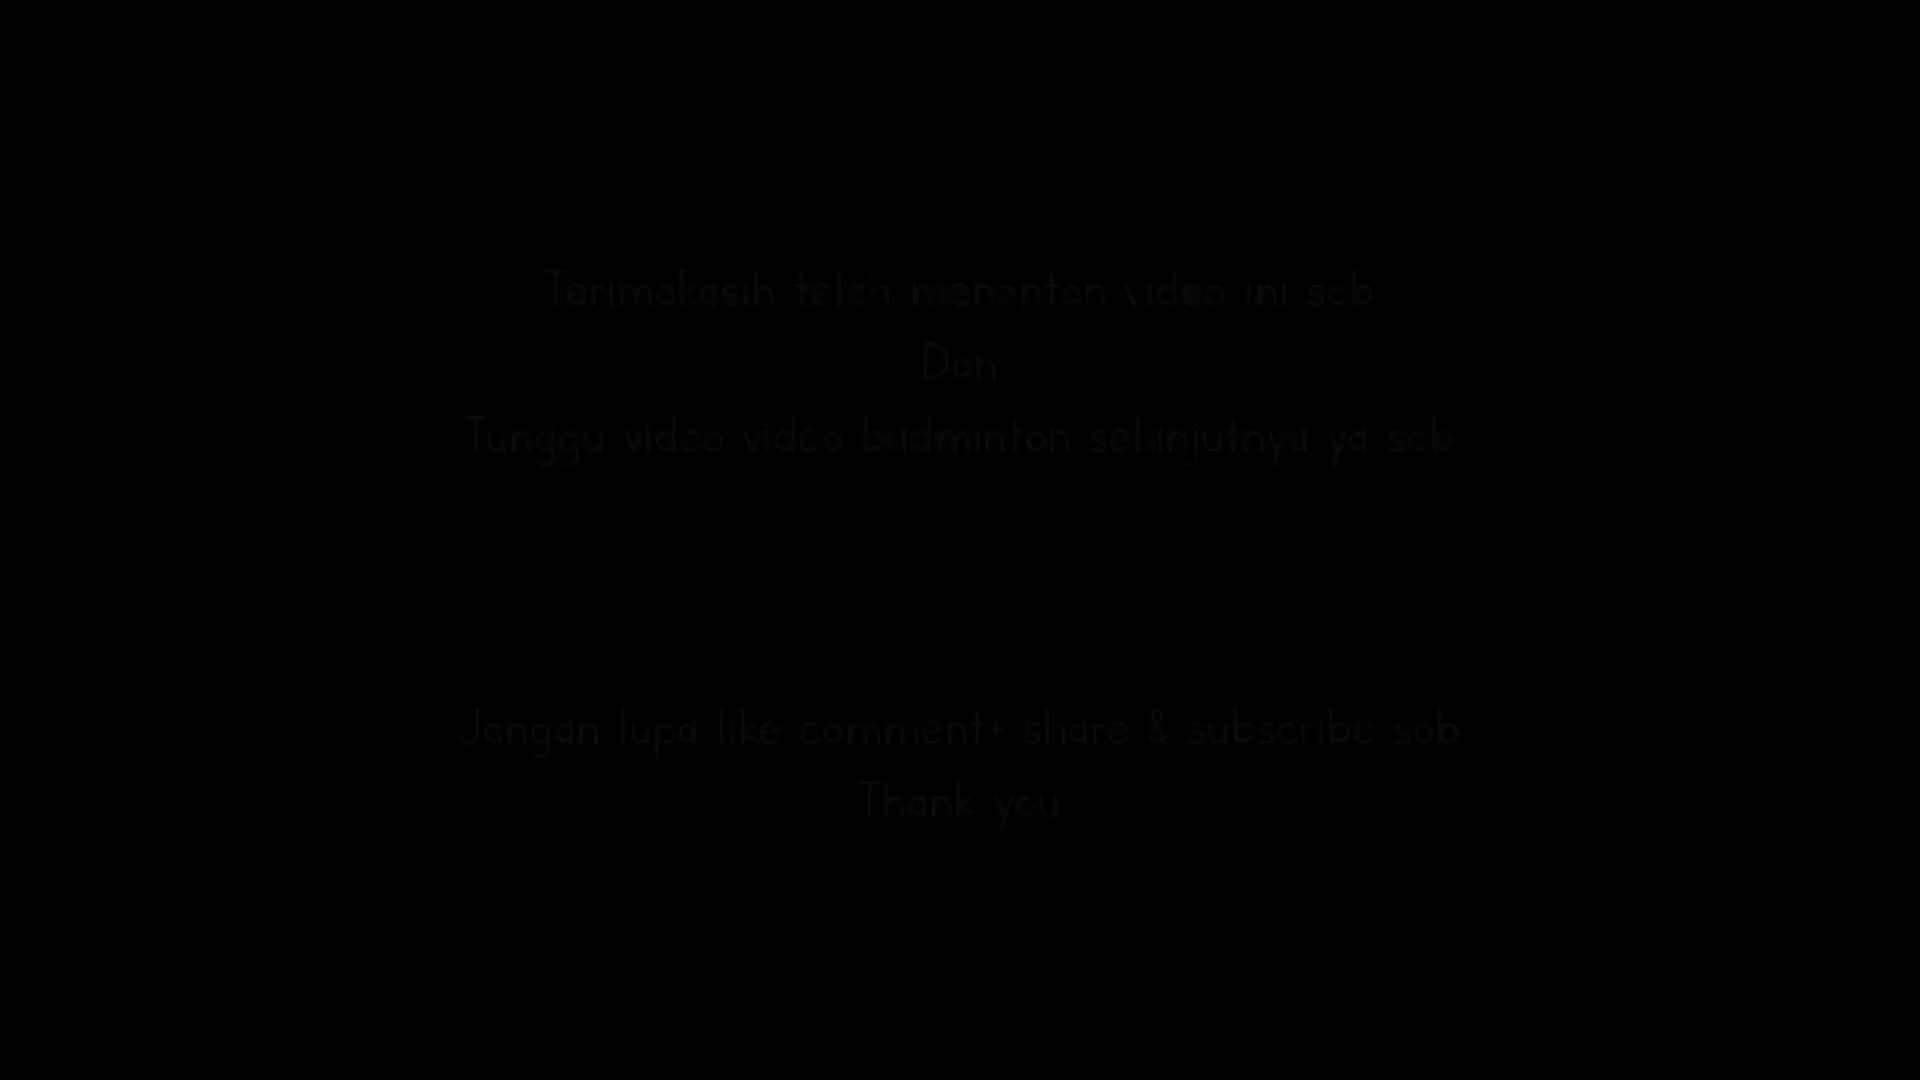 Terimakasih telah menonton video ini sob
Dan
Tunggu video video badminton selanjutnya ya sob
Jangan lupa like comment+ share & subscribe sob
Thank you